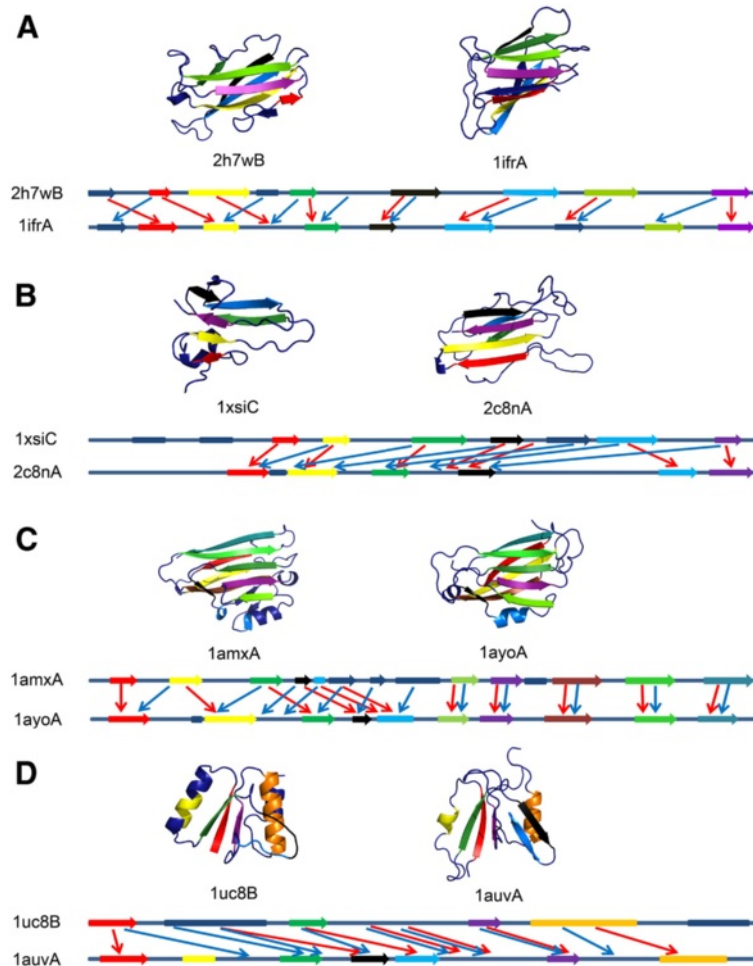 A
2h7wB 1ifrA
2h7wB
1ifrA
B
1xsiC 2c8nA
1xsiC
2c8nA
C
1amxA 1ayoA
1amxA
1ayoA
D
1uc8B 1auvA
1uc8B
1auvA